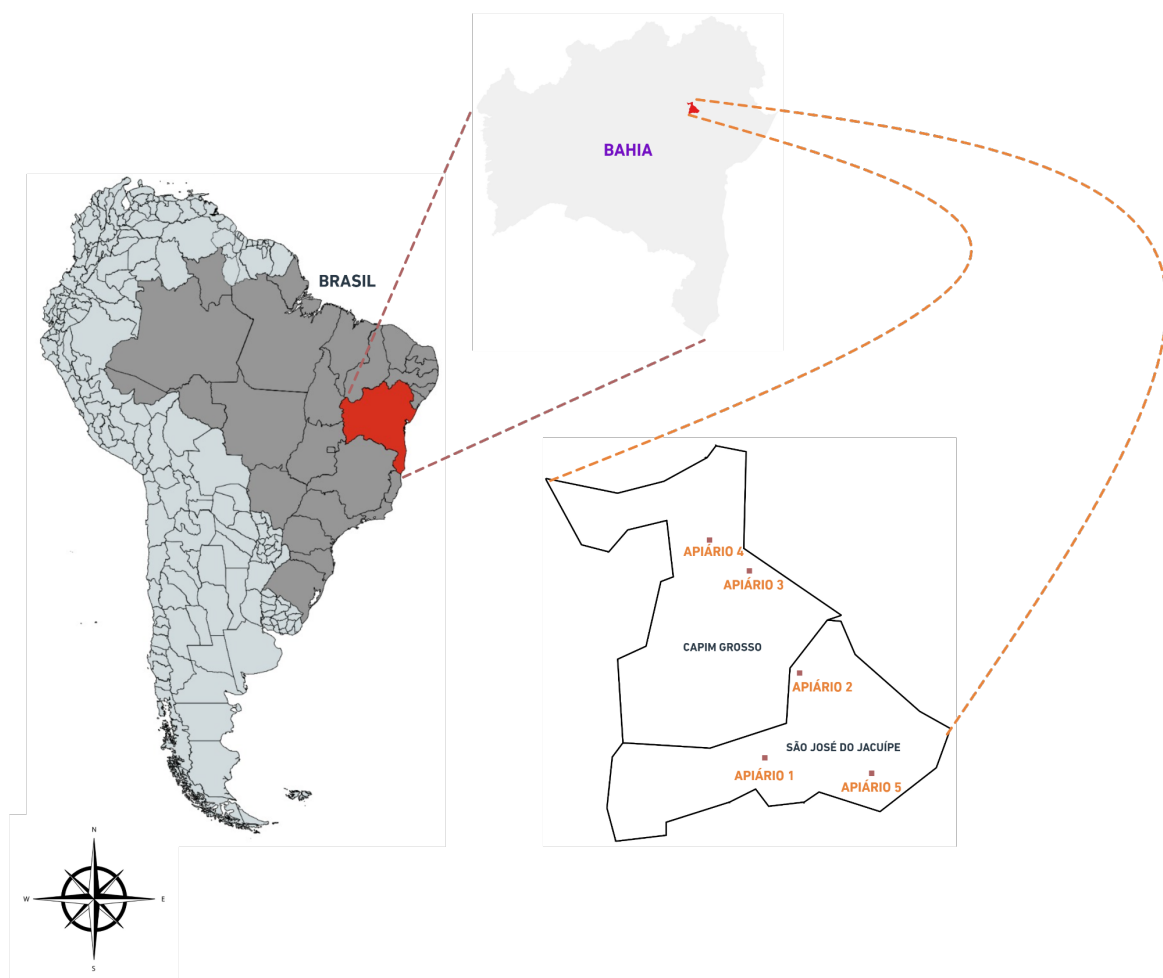 BAHIA
BRASIL
APIÁRIO 4
APIÁRIO 3
CAPIM GROSSO
APIÁRIO 2
SÃO JOSÉ DO JACUÍPE
APIÁRIO 1
APIÁRIO 5
N
W
E
S